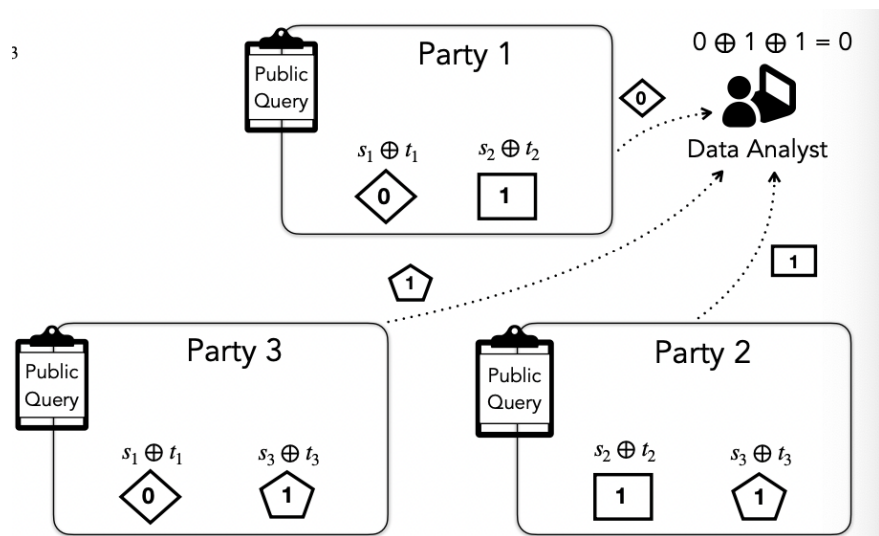 3
Party 1
0 ⊕ 1 ⊕ 1 = 0
Public
Query
0
s₁ ⊕ t₁
s₂ ⊕ t₂
Data Analyst
0
1
1
1
Party 3
Party 2
Public
Query
Public
Query
s₁ ⊕ t₁
s₃ ⊕ t₃
s₂ ⊕ t₂
s₃ ⊕ t₃
0
1
1
1